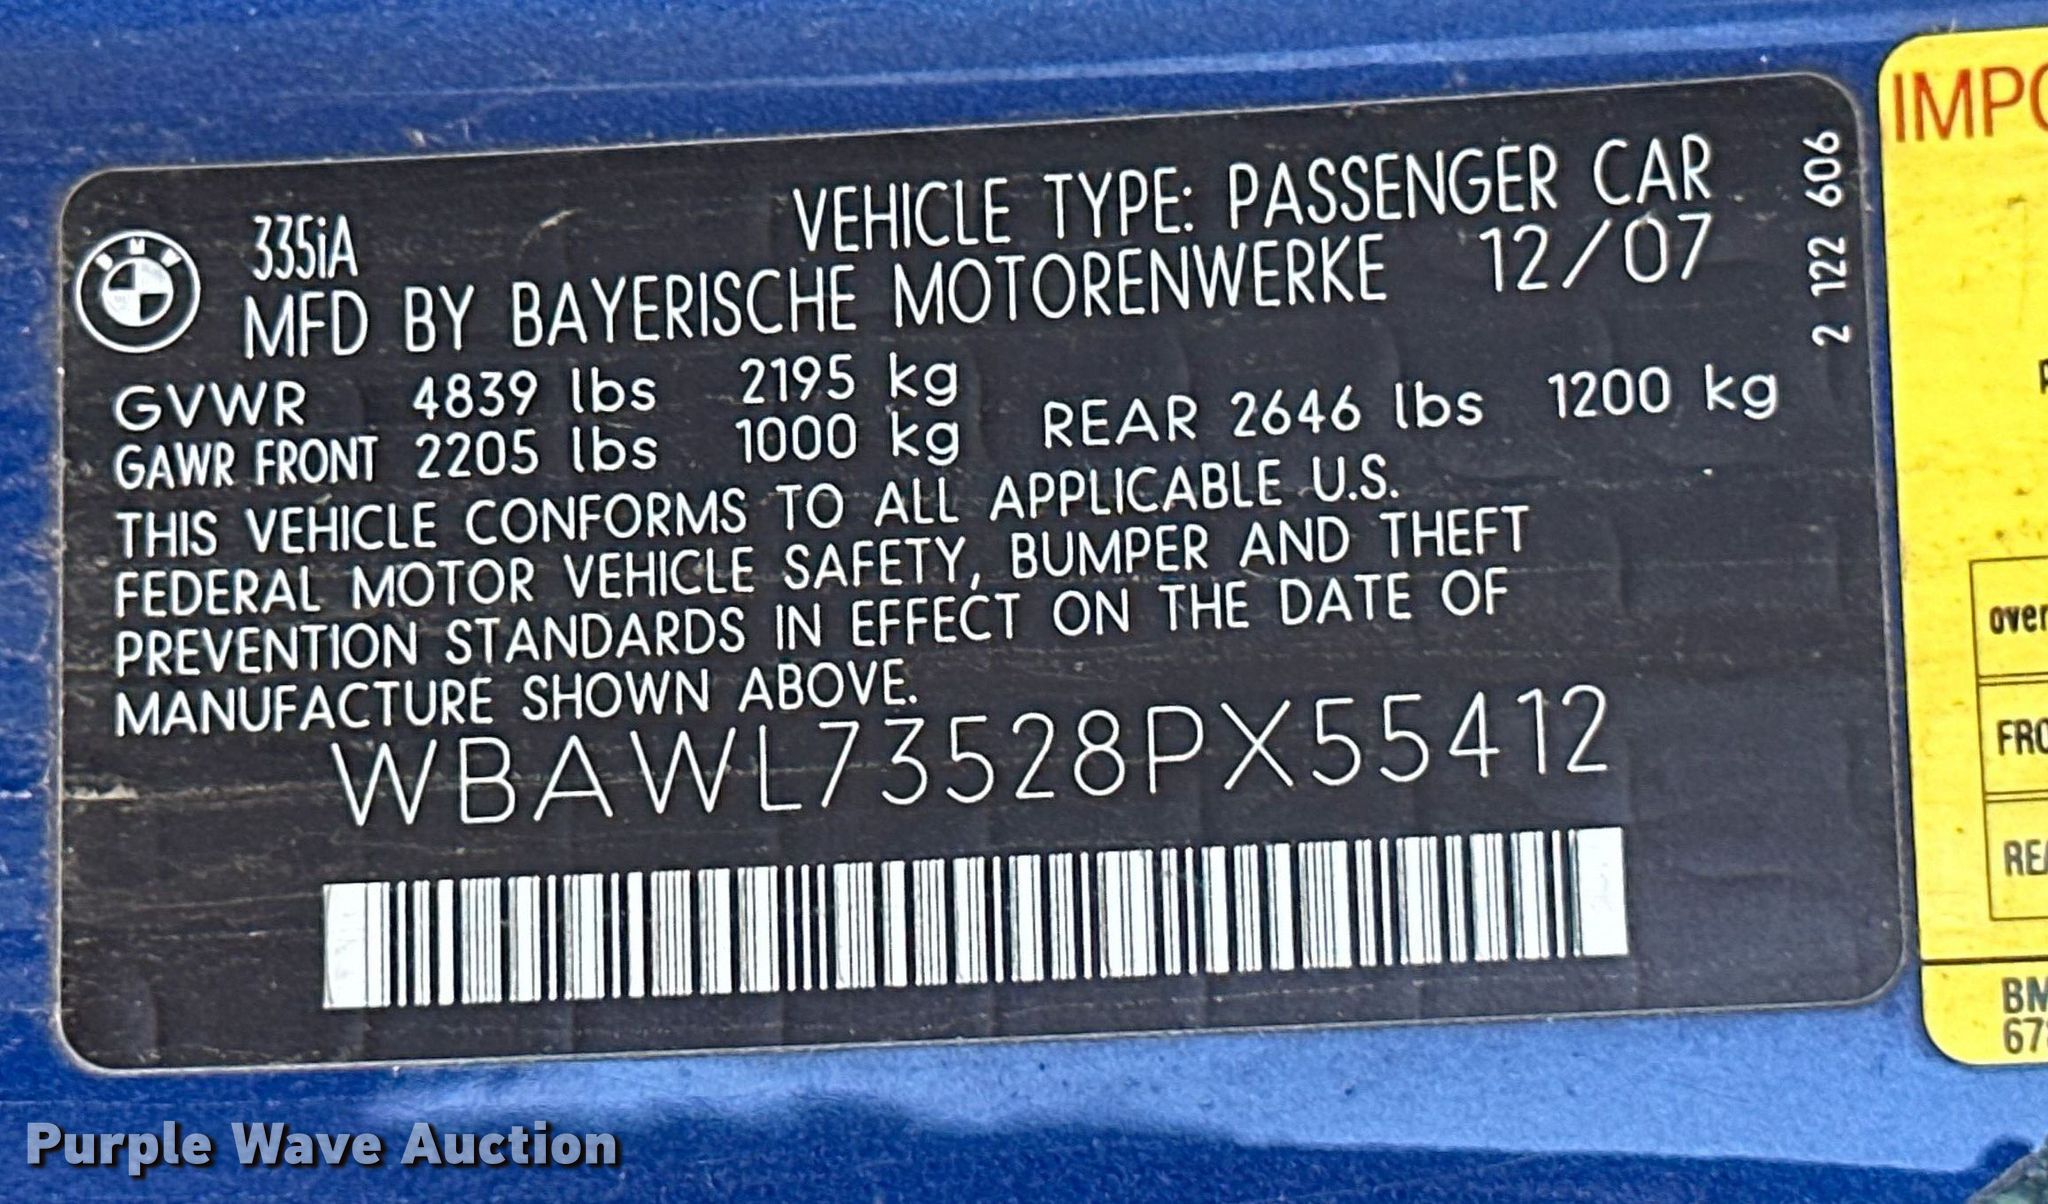 335iA
VEHICLE TYPE: PASSENGER CAR
MFD BY BAYERISCHE MOTORENWERKE 12/07
GVWR 4839 lbs 2195 kg
GAWR FRONT 2205 lbs 1000 kg REAR 2646 lbs 1200 kg
THIS VEHICLE CONFORMS TO ALL APPLICABLE U.S.
FEDERAL MOTOR VEHICLE SAFETY, BUMPER AND THEFT
PREVENTION STANDARDS IN EFFECT ON THE DATE OF
MANUFACTURE SHOWN ABOVE.
WBAWL73528PX55412
2 122 606
BMW
Purple Wave Auction